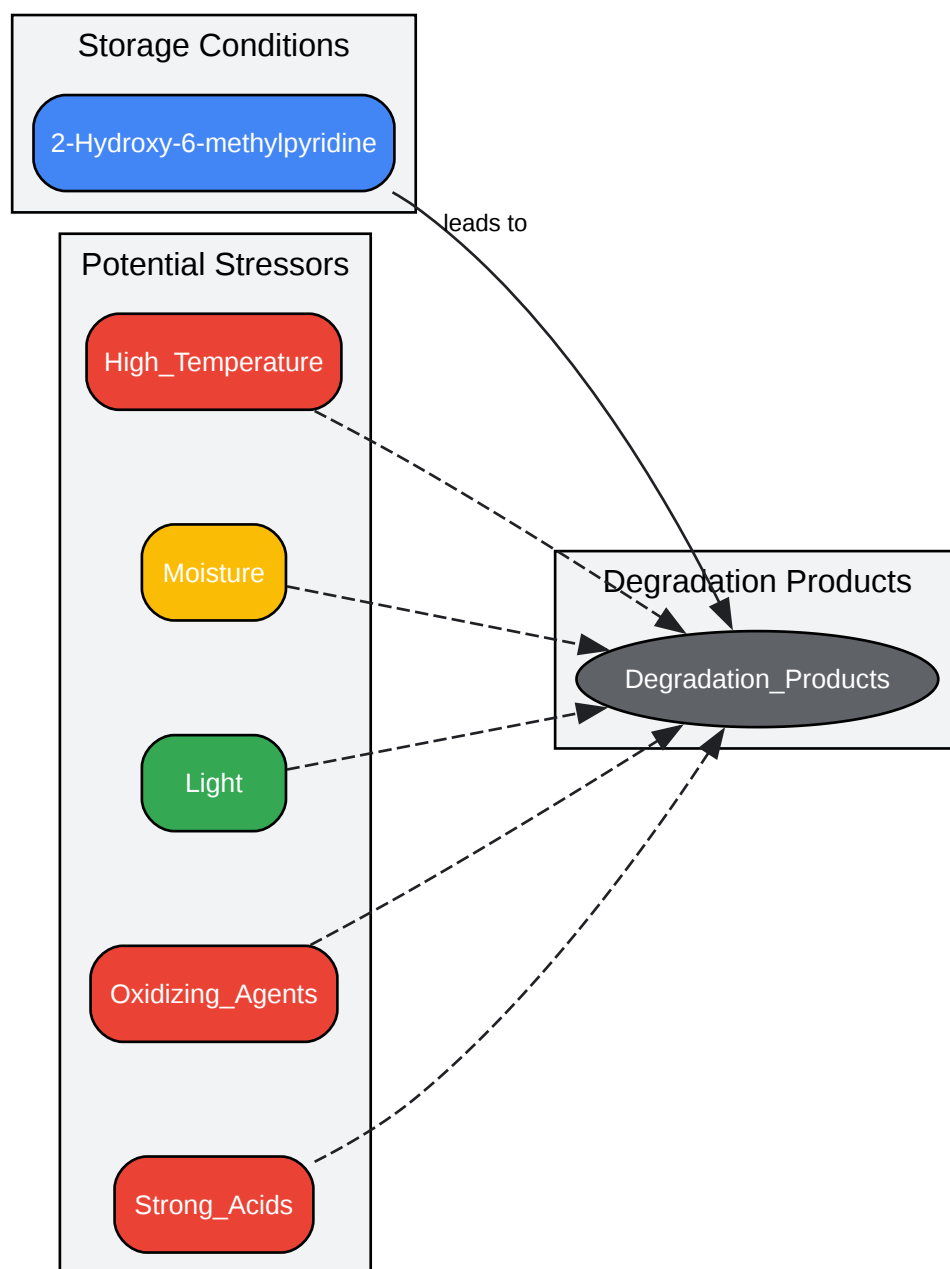 Storage Conditions
2-Hydroxy-6-methylpyridine
leads to
Potential Stressors
High_Temperature
Moisture
Light
Oxidizing_Agents
Strong_Acids
Degradation Products
Degradation_Products